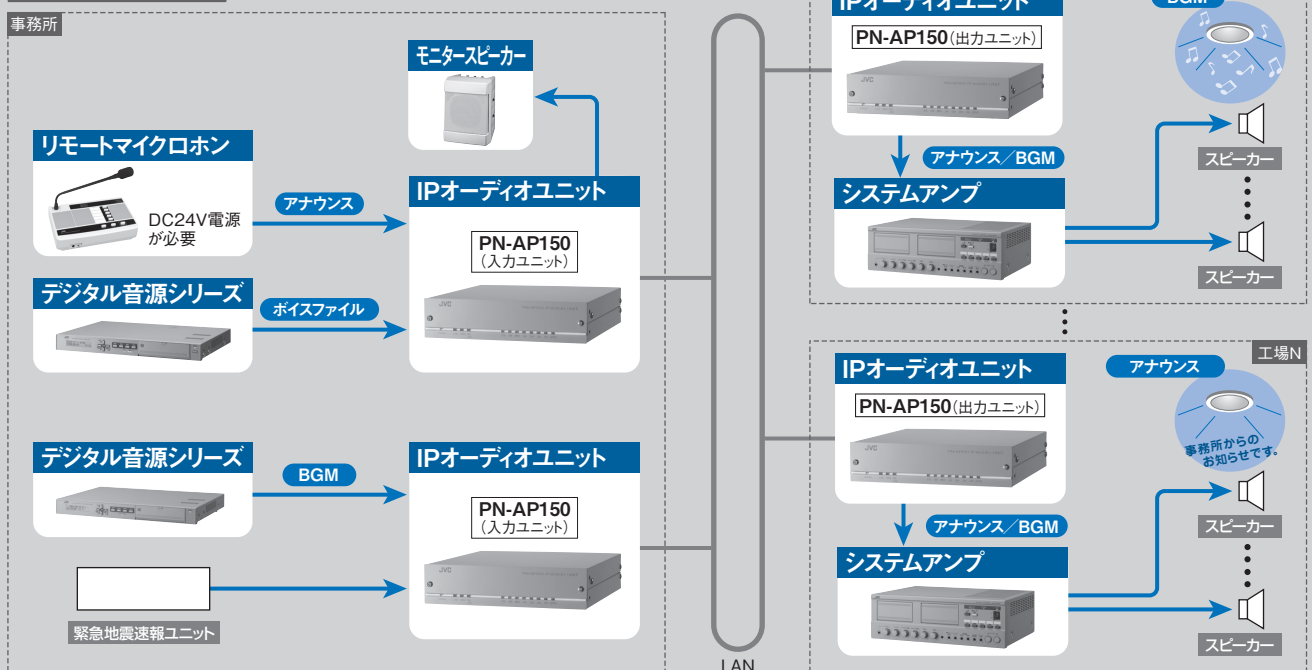 事務所
モニタースピーカー
リモートマイクロホン
DC24V電源
が必要
アナウンス
IPオーディオユニット
PN-AP150
(入力ユニット)
JVC
デジタル音源シリーズ
ボイスファイル
デジタル音源シリーズ
BGM
IPオーディオユニット
PN-AP150
(入力ユニット)
JVC
緊急地震速報ユニット
LAN
IPオーディオユニット
PN-AP150(出力ユニット)
JVC
BGM
アナウンス/BGM
システムアンプ
スピーカー
スピーカー
工場N
IPオーディオユニット
PN-AP150(出力ユニット)
JVC
アナウンス
事務所からの
お知らせです。
アナウンス/BGM
システムアンプ
スピーカー
スピーカー